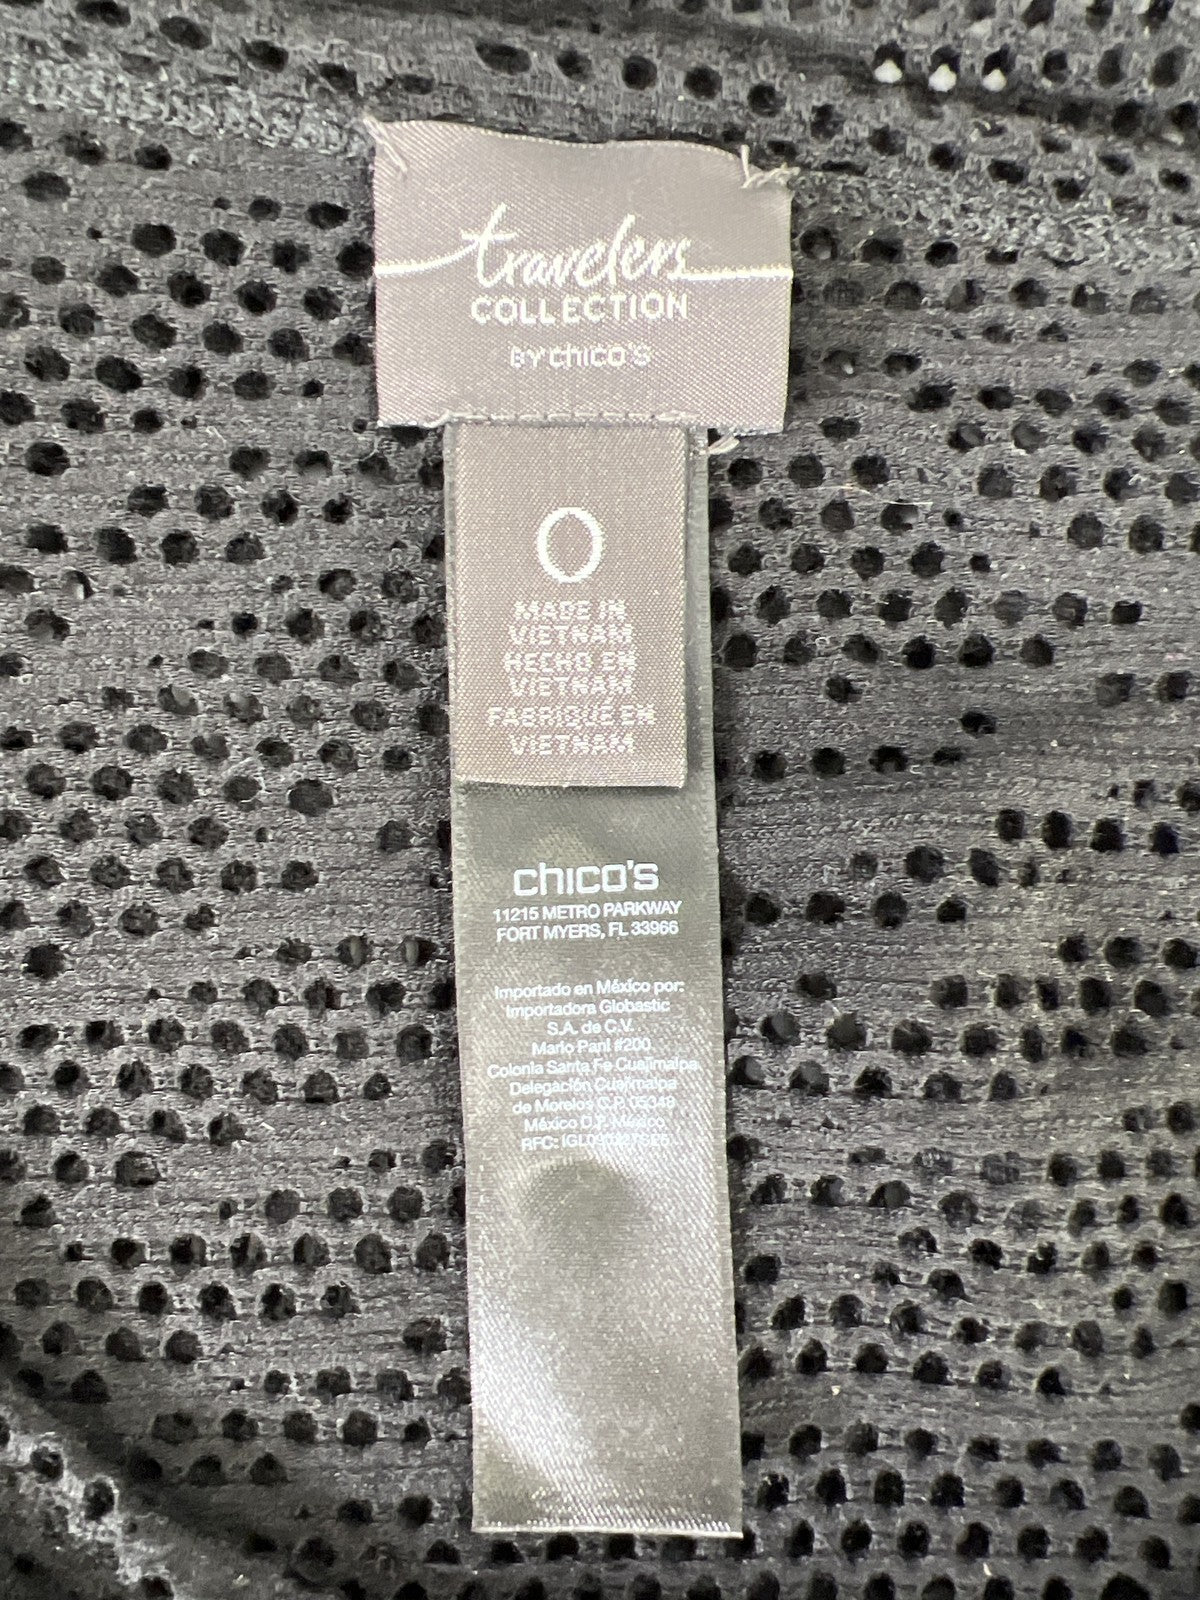 travelers
COLLECTION
BY chico's
0
MADE IN
VIETNAM
HECHO EN
VIETNAM
FABRIQUÉ EN
VIETNAM
chico's
11215 METRO PARKWAY
FORT MYERS, FL 33966
Importado en México por:
Importadora Globastic
S.A. de C.V.
Mario Pani #200
Colonia Santa Fe Cuajimalpa
Delegación Cuajimalpa
de Morelos C.P. 05348
México D.F. México
RFC: